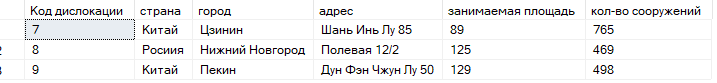 Код дислокации страна город адрес занимаемая площадь кол-во сооружений
7 Китай Цзинин Шань Инь Лу 85 89 765
2 8 Росиия Нижний Новгород Полевая 12/2 125 469
3 9 Китай Пекин Дун Фэн Чжун Лу 50 129 498